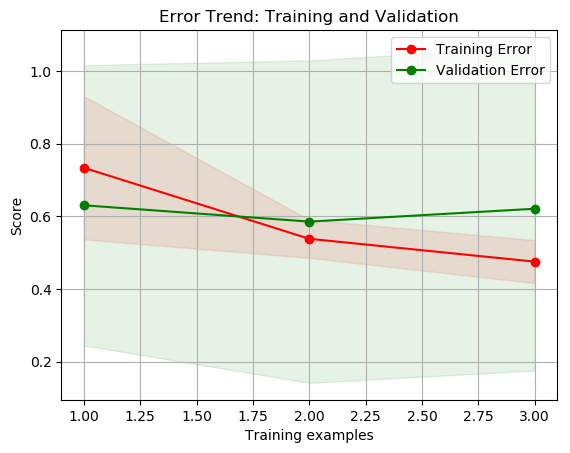 Error Trend: Training and Validation
Training Error
Validation Error
Score
1.0
0.8
0.6
0.4
0.2
1.00 1.25 1.50 1.75 2.00 2.25 2.50 2.75 3.00
Training examples